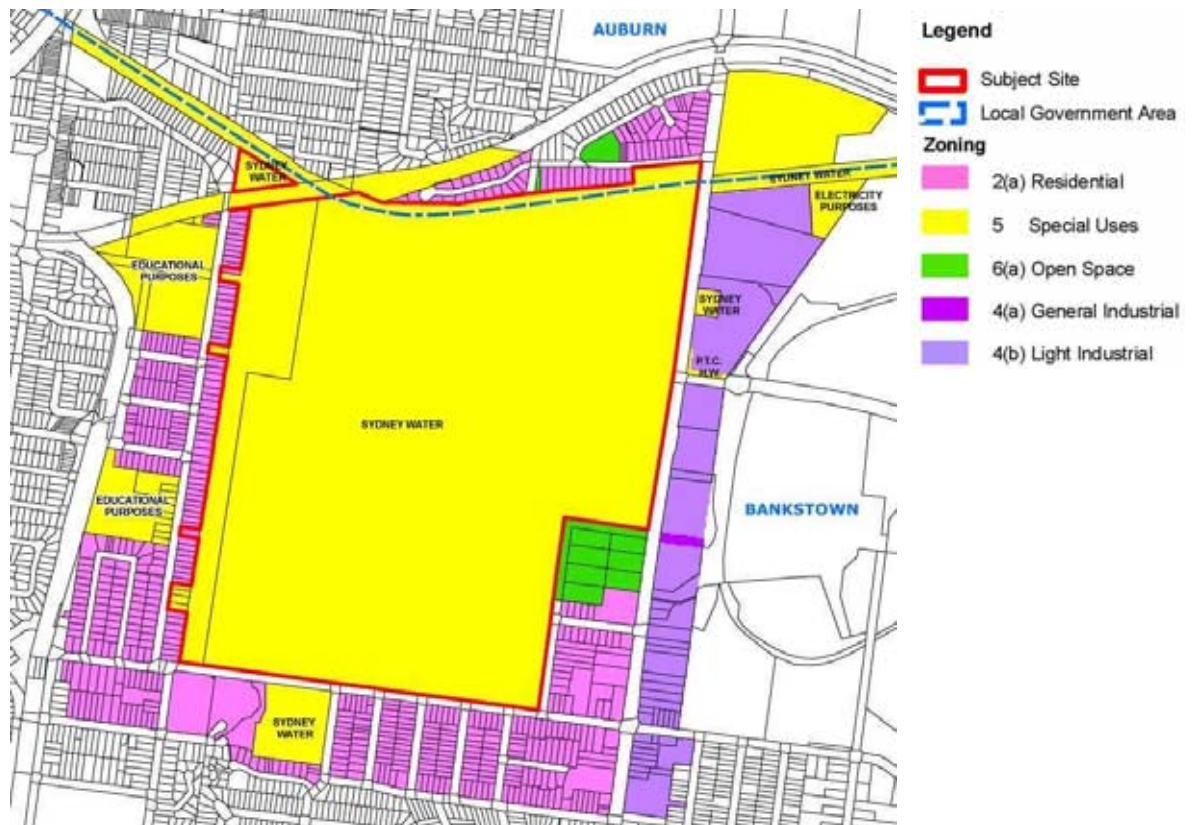 AUBURN
SYDNEY
WATER
SYDNEY WATER
ELECTRICITY
PURPOSES
EDUCATIONAL
PURPOSES
SYDNEY
WATER
P.T.C.
H.W.
SYDNEY WATER
EDUCATIONAL
PURPOSES
BANKSTOWN
SYDNEY
WATER
Legend
Subject Site
Local Government Area
Zoning
2(a) Residential
5 Special Uses
6(a) Open Space
4(a) General Industrial
4(b) Light Industrial